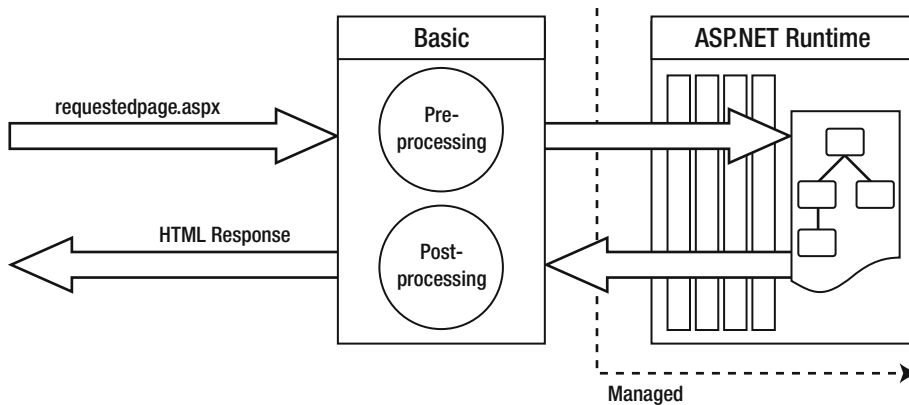 Basic
ASP.NET Runtime
requestedpage.aspx
Pre-
processing
HTML Response
Post-
processing
Managed